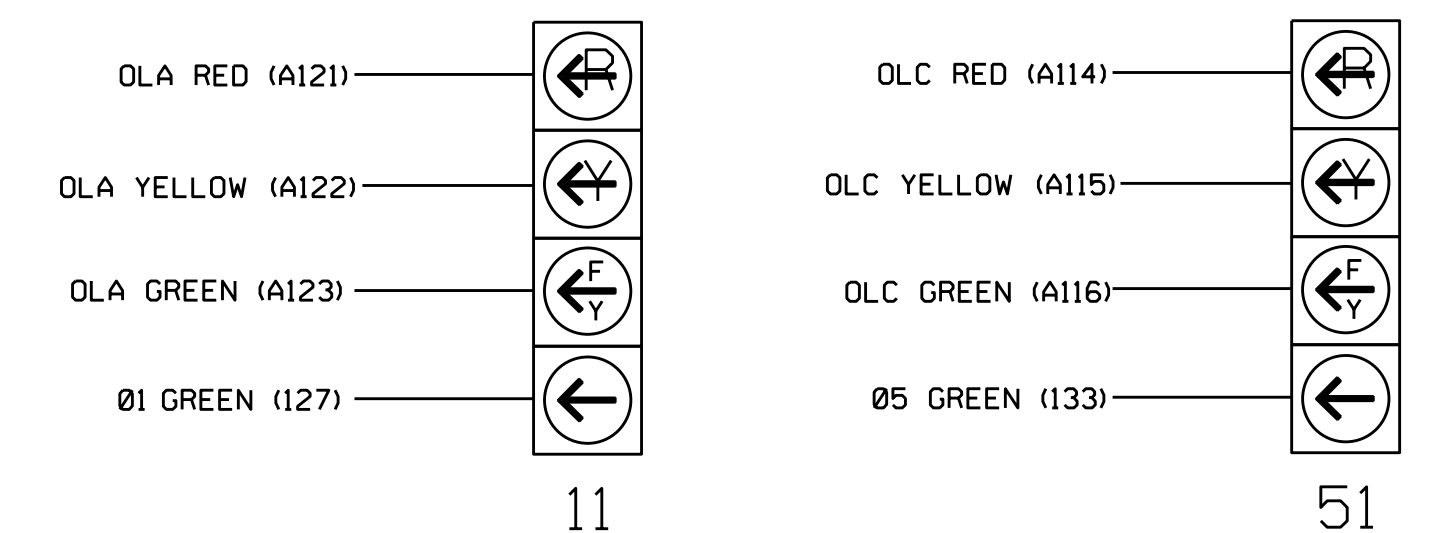 OLA RED (A121)
R
OLA YELLOW (A122)
Y
OLA GREEN (A123)
F
Y
Ø1 GREEN (127)
11
OLC RED (A114)
R
OLC YELLOW (A115)
Y
OLC GREEN (A116)
F
Y
Ø5 GREEN (133)
51